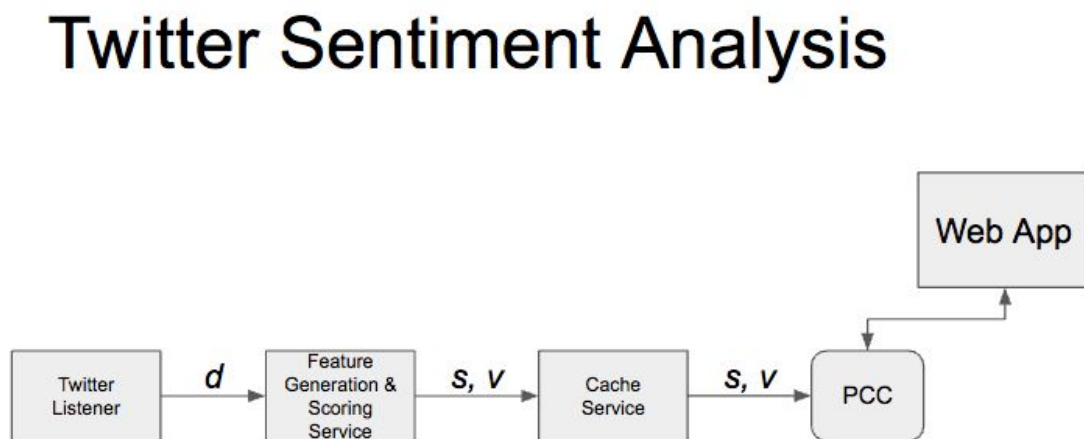 Twitter Sentiment Analysis
Web App
Twitter
Listener
d
Feature
Generation &
Scoring
Service
s, v
Cache
Service
s, v
PCC